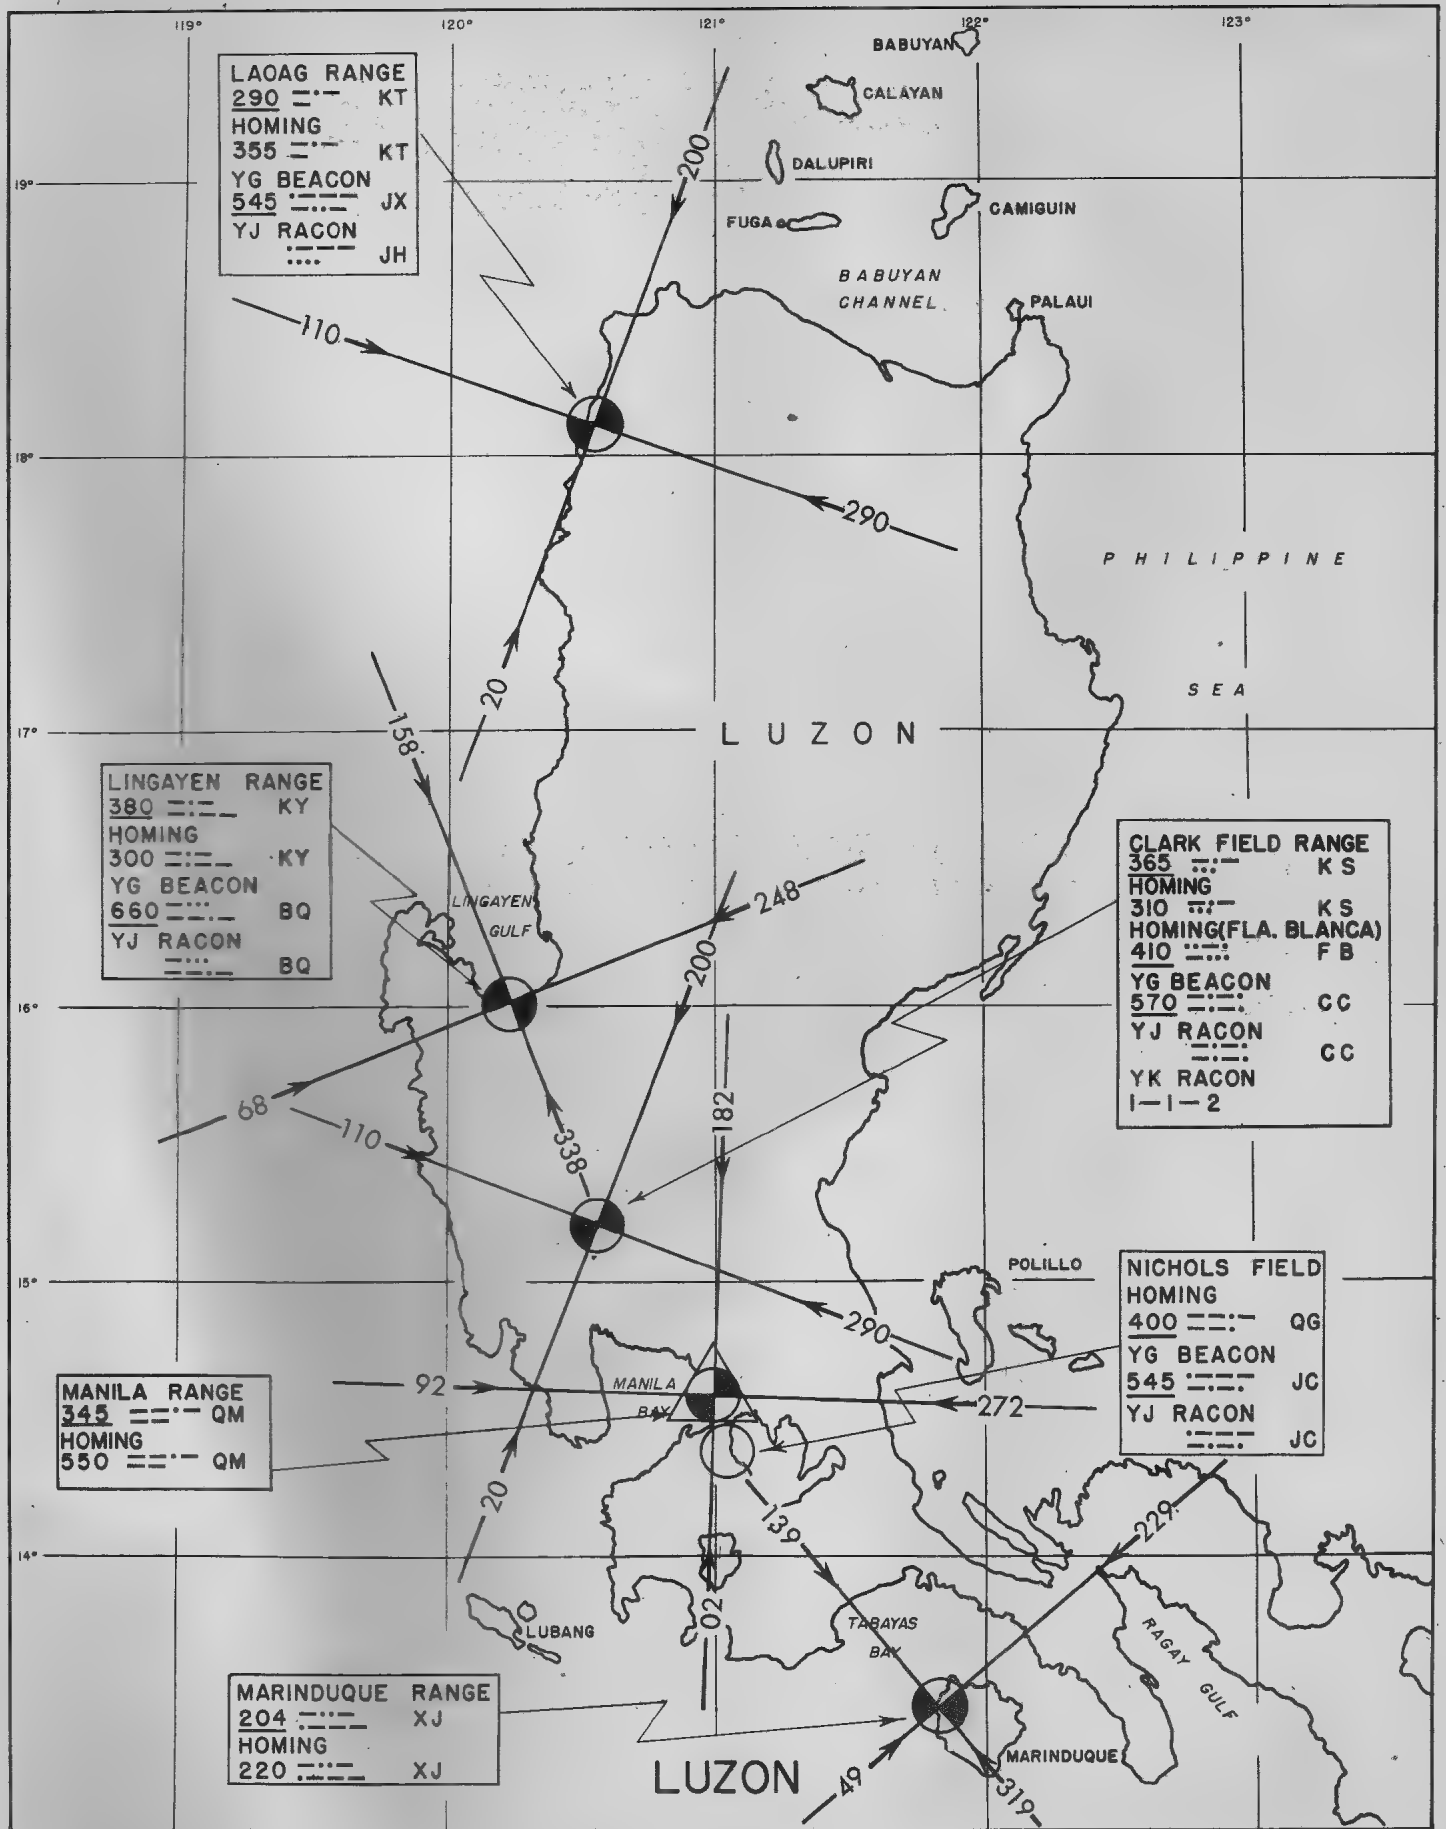 119° 120° 121° 122° 123°
BABUYAN
CALAYAN
DALUPIRI
FUGA
CAMIGUIN
BABUYAN
CHANNEL
PALAUI
LAOAG RANGE
290 KT
HOMING
355 KT
YG BEACON
545 JX
YJ RACON
JH
200
110
290
20
19°
18°
17°
16°
15°
14°
PHILIPPINE
SEA
LUZON
158
LINGAYEN RANGE
380 KY
HOMING
300 KY
YG BEACON
660 BQ
YJ RACON
BQ
LINGAYEN
GULF
248
200
68
110
338
182
CLARK FIELD RANGE
365 KS
HOMING
310 KS
HOMING(FLA. BLANCA)
410 FB
YG BEACON
570 CC
YJ RACON
CC
YK RACON
1-1-2
POLILLO
290
NICHOLS FIELD
HOMING
400 QG
YG BEACON
545 JC
YJ RACON
JC
MANILA RANGE
345 QM
HOMING
550 QM
92
MANILA
BAY
272
20
139
229
02
LUBANG
TABAYAS
BAY
RAGAY
GULF
MARINDUQUE RANGE
204 XJ
HOMING
220 XJ
MARINDUQUE
49
319
LUZON